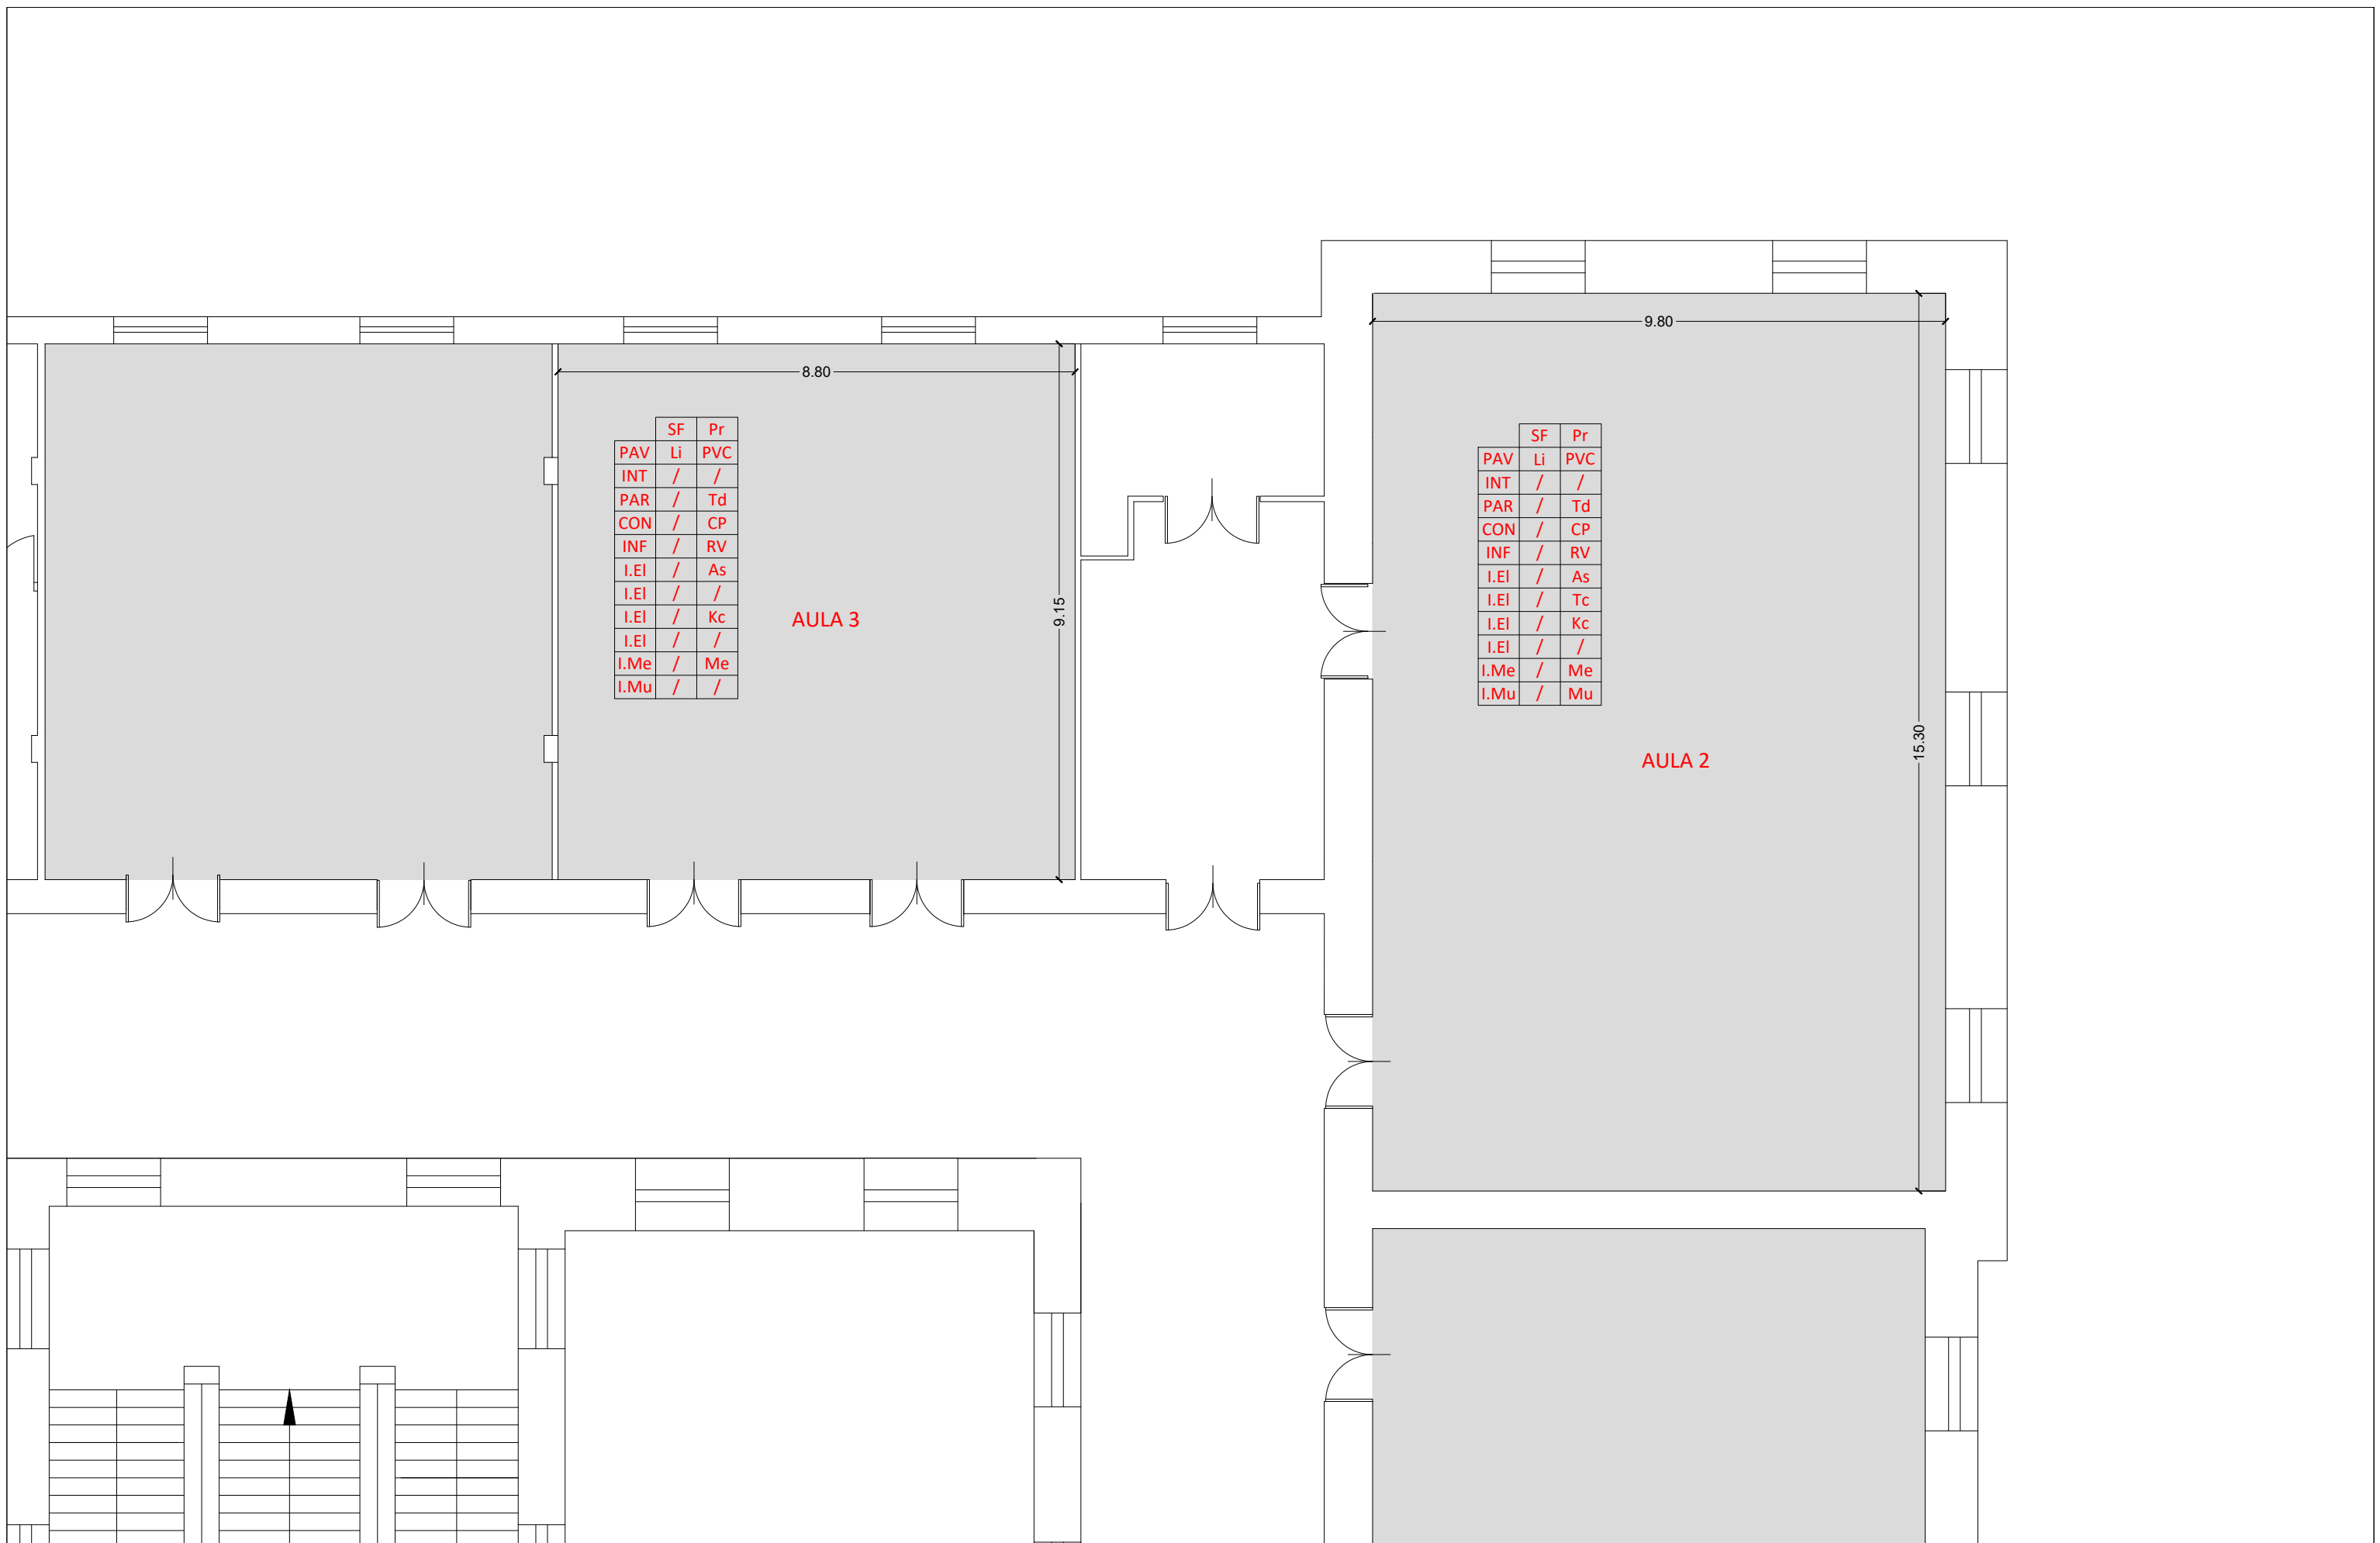 8.80
SF Pr
PAV Li PVC
INT / /
PAR / Td
CON / CP
INF / RV
I.El / As
I.El / /
I.El / Kc
I.El / /
I.Me / Me
I.Mu / /
AULA 3
9.15
9.80
SF Pr
PAV Li PVC
INT / /
PAR / Td
CON / CP
INF / RV
I.El / As
I.El / Tc
I.El / Kc
I.El / /
I.Me / Me
I.Mu / Mu
AULA 2
15.30